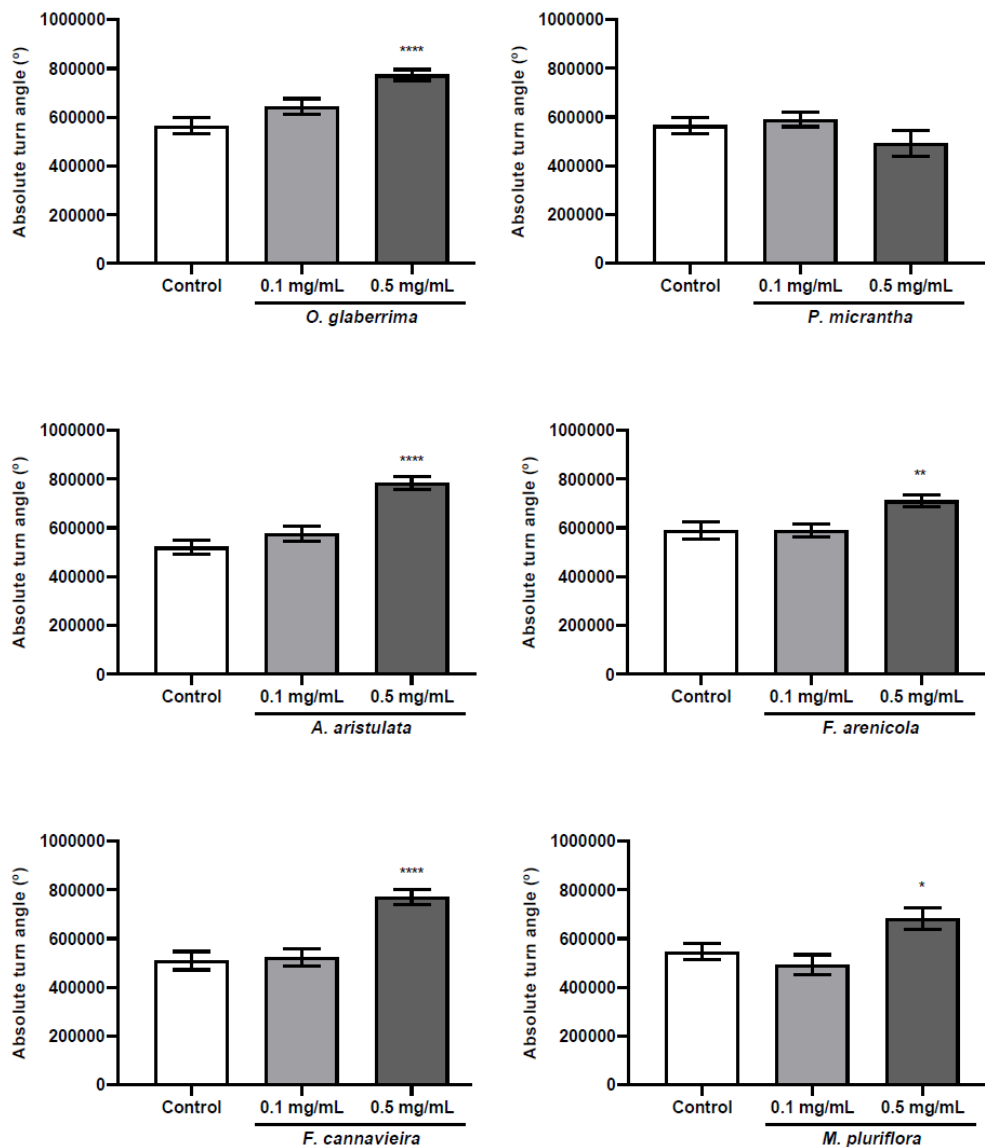 Absolute turn angle (º)
1000000
800000
600000
400000
200000
0
****
Control
0.1 mg/mL
0.5 mg/mL
O. glaberrima
Absolute turn angle (º)
1000000
800000
600000
400000
200000
0
Control
0.1 mg/mL
0.5 mg/mL
P. micrantha
Absolute turn angle (º)
1000000
800000
600000
400000
200000
0
****
Control
0.1 mg/mL
0.5 mg/mL
A. aristulata
Absolute turn angle (º)
1000000
800000
600000
400000
200000
0
**
Control
0.1 mg/mL
0.5 mg/mL
F. arenicola
Absolute turn angle (º)
1000000
800000
600000
400000
200000
0
****
Control
0.1 mg/mL
0.5 mg/mL
F. cannavieira
Absolute turn angle (º)
1000000
800000
600000
400000
200000
0
*
Control
0.1 mg/mL
0.5 mg/mL
M. pluriflora